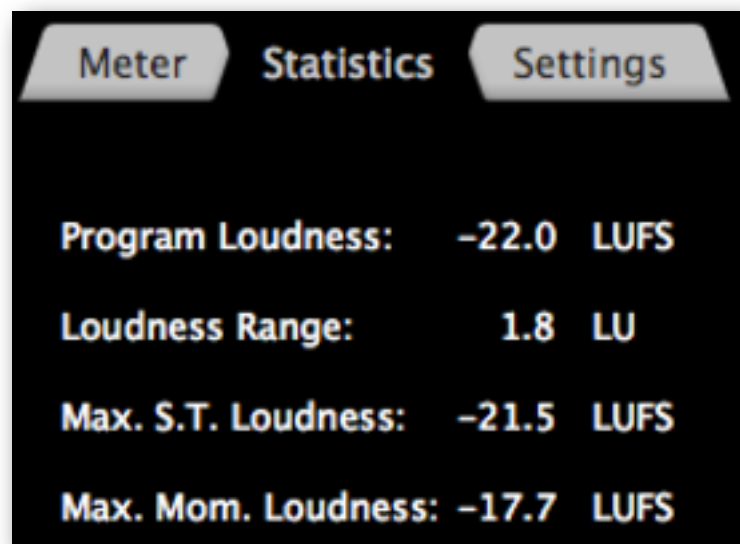 Meter Statistics Settings
Program Loudness: -22.0 LUFS
Loudness Range: 1.8 LU
Max. S.T. Loudness: -21.5 LUFS
Max. Mom. Loudness: -17.7 LUFS